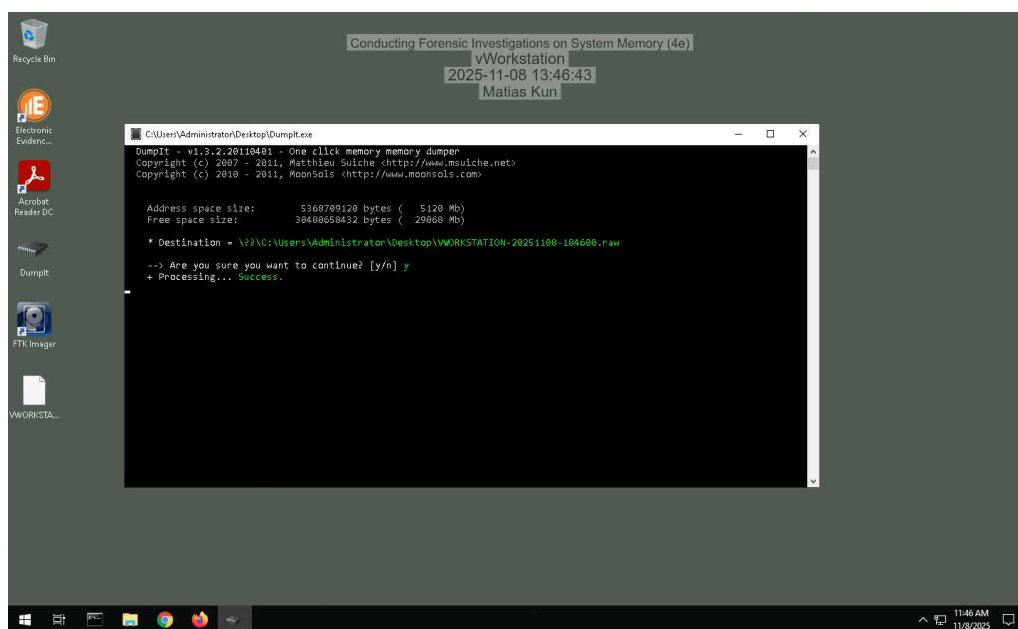 Recycle Bin
Electronic
Evidenc...
Acrobat
Reader DC
DumpIt
FTK Imager
VWORKSTA...
Conducting Forensic Investigations on System Memory (4e)
vWorkstation
2025-11-08 13:46:43
Matias Kun
C:\Users\Administrator\Desktop\DumpIt.exe
DumpIt - v1.3.2.20110401 - One click memory memory dumper
Copyright (c) 2007 - 2011, Matthieu Suiche <http://www.msuiche.net>
Copyright (c) 2010 - 2011, MoonSols <http://www.moonsols.com>
Address space size: 5368709120 bytes ( 5120 Mb)
Free space size: 30480658432 bytes ( 29068 Mb)
* Destination = \??\C:\Users\Administrator\Desktop\VWORKSTATION-20251108-184600.raw
--> Are you sure you want to continue? [y/n] y
+ Processing... Success.
11:46 AM
11/8/2025